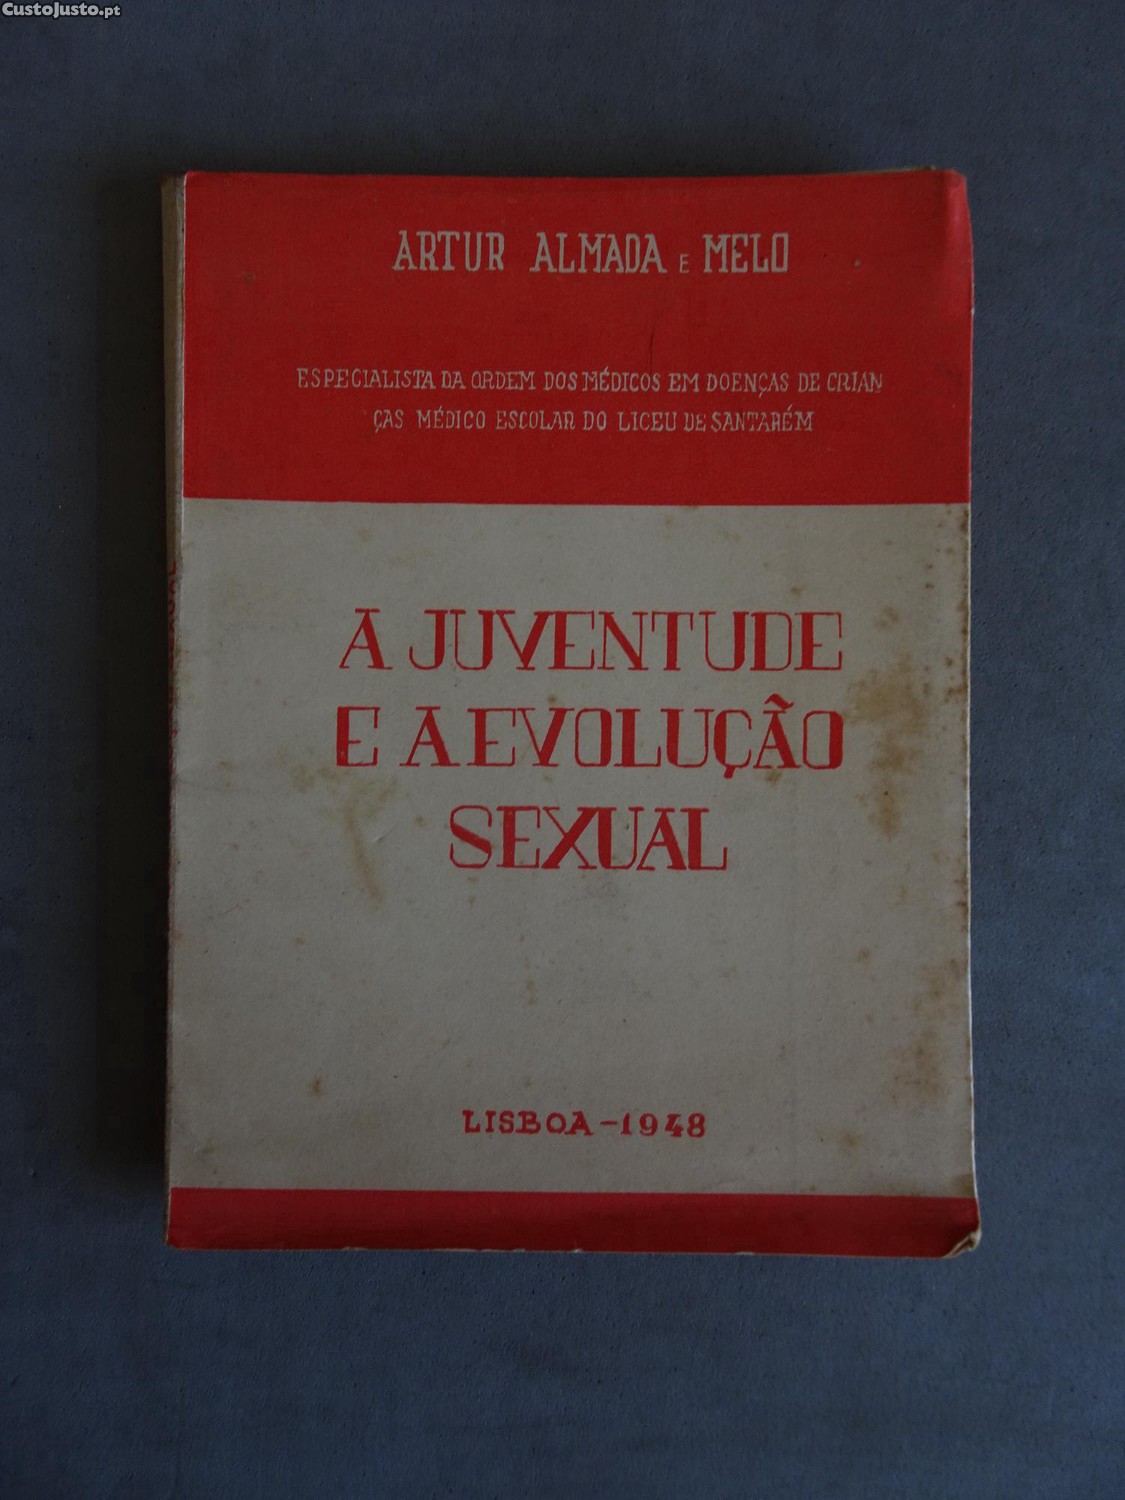 CustoJusto.pt
ARTUR ALMADA E MELO
ESPECIALISTA DA ORDEM DOS MÉDICOS EM DOENÇAS DE CRIAN
ÇAS MÉDICO ESCOLAR DO LICEU DE SANTARÉM
A JUVENTUDE
E A EVOLUÇÃO
SEXUAL
LISBOA-1948